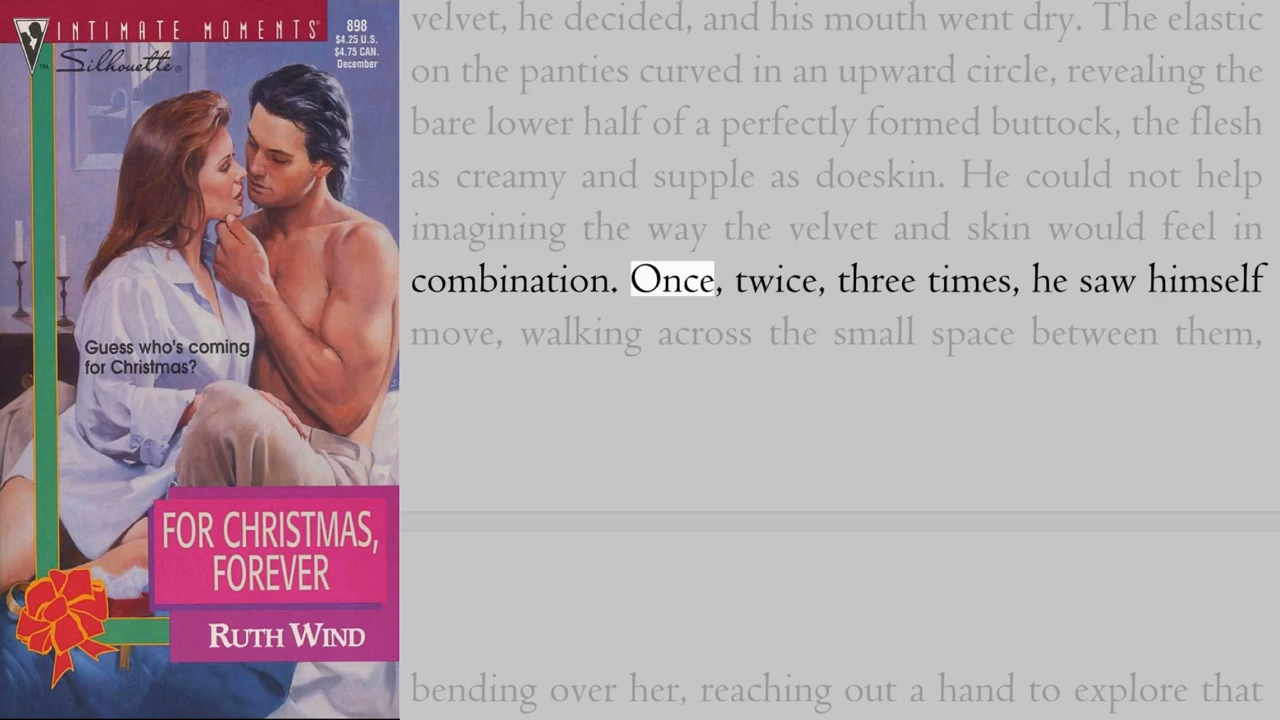 INTIMATE MOMENTS®
898
$4.25 U.S.
$4.75 CAN.
December
™ Silhouette®
Guess who's coming
for Christmas?
FOR CHRISTMAS,
FOREVER
RUTH WIND
velvet, he decided, and his mouth went dry. The elastic
on the panties curved in an upward circle, revealing the
bare lower half of a perfectly formed buttock, the flesh
as creamy and supple as doeskin. He could not help
imagining the way the velvet and skin would feel in
combination. Once, twice, three times, he saw himself
move, walking across the small space between them,
bending over her, reaching out a hand to explore that